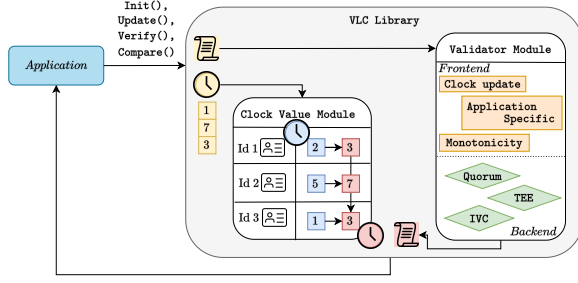 Init(),
Update(),
Verify(),
Compare()
Application
VLC Library
1
7
3
Clock Value Module
Id 1
2
3
Id 2
5
7
Id 3
1
3
Validator Module
Frontend
Clock update
Application
Specific
Monotonicity
Quorum
TEE
IVC
Backend